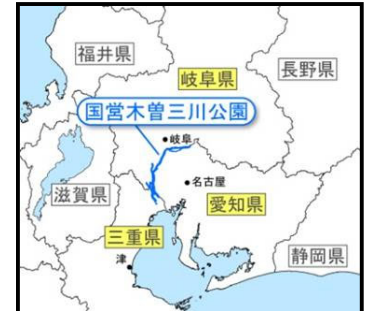 福井県
岐阜県
長野県
国営木曽三川公園
岐阜
名古屋
滋賀県
愛知県
三重県
静岡県
津